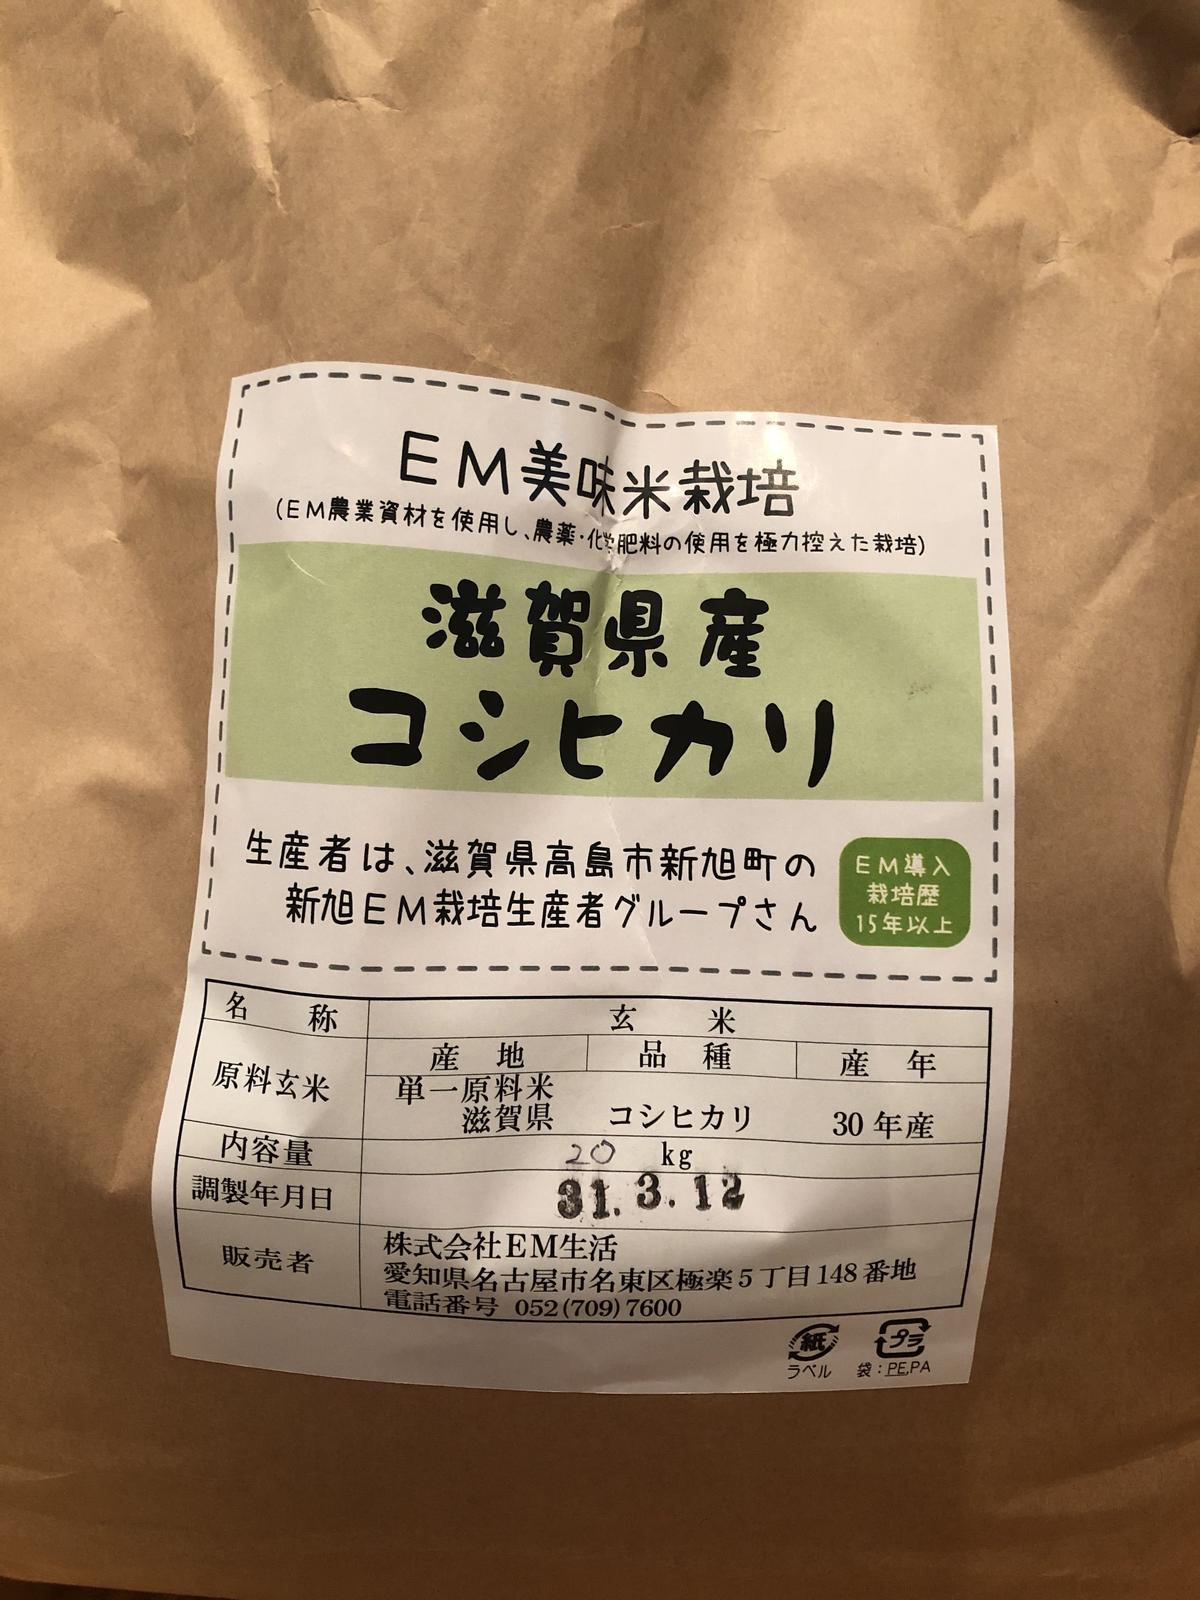 EM美味米栽培
(EM農業資材を使用し、農薬・化学肥料の使用を極力控えた栽培)
滋賀県産
コシヒカリ
生産者は、滋賀県高島市新旭町の
新旭EM栽培生産者グループさん
EM導入
栽培歴
15年以上
名 称 玄 米
原料玄米 産 地 品 種 産 年
単一原料米
滋賀県 コシヒカリ 30年産
内容量 20 kg
調製年月日 31.3.12
販売者 株式会社EM生活
愛知県名古屋市名東区極楽5丁目148番地
電話番号 052(709)7600
紙 プラ
ラベル 袋:PE,PA